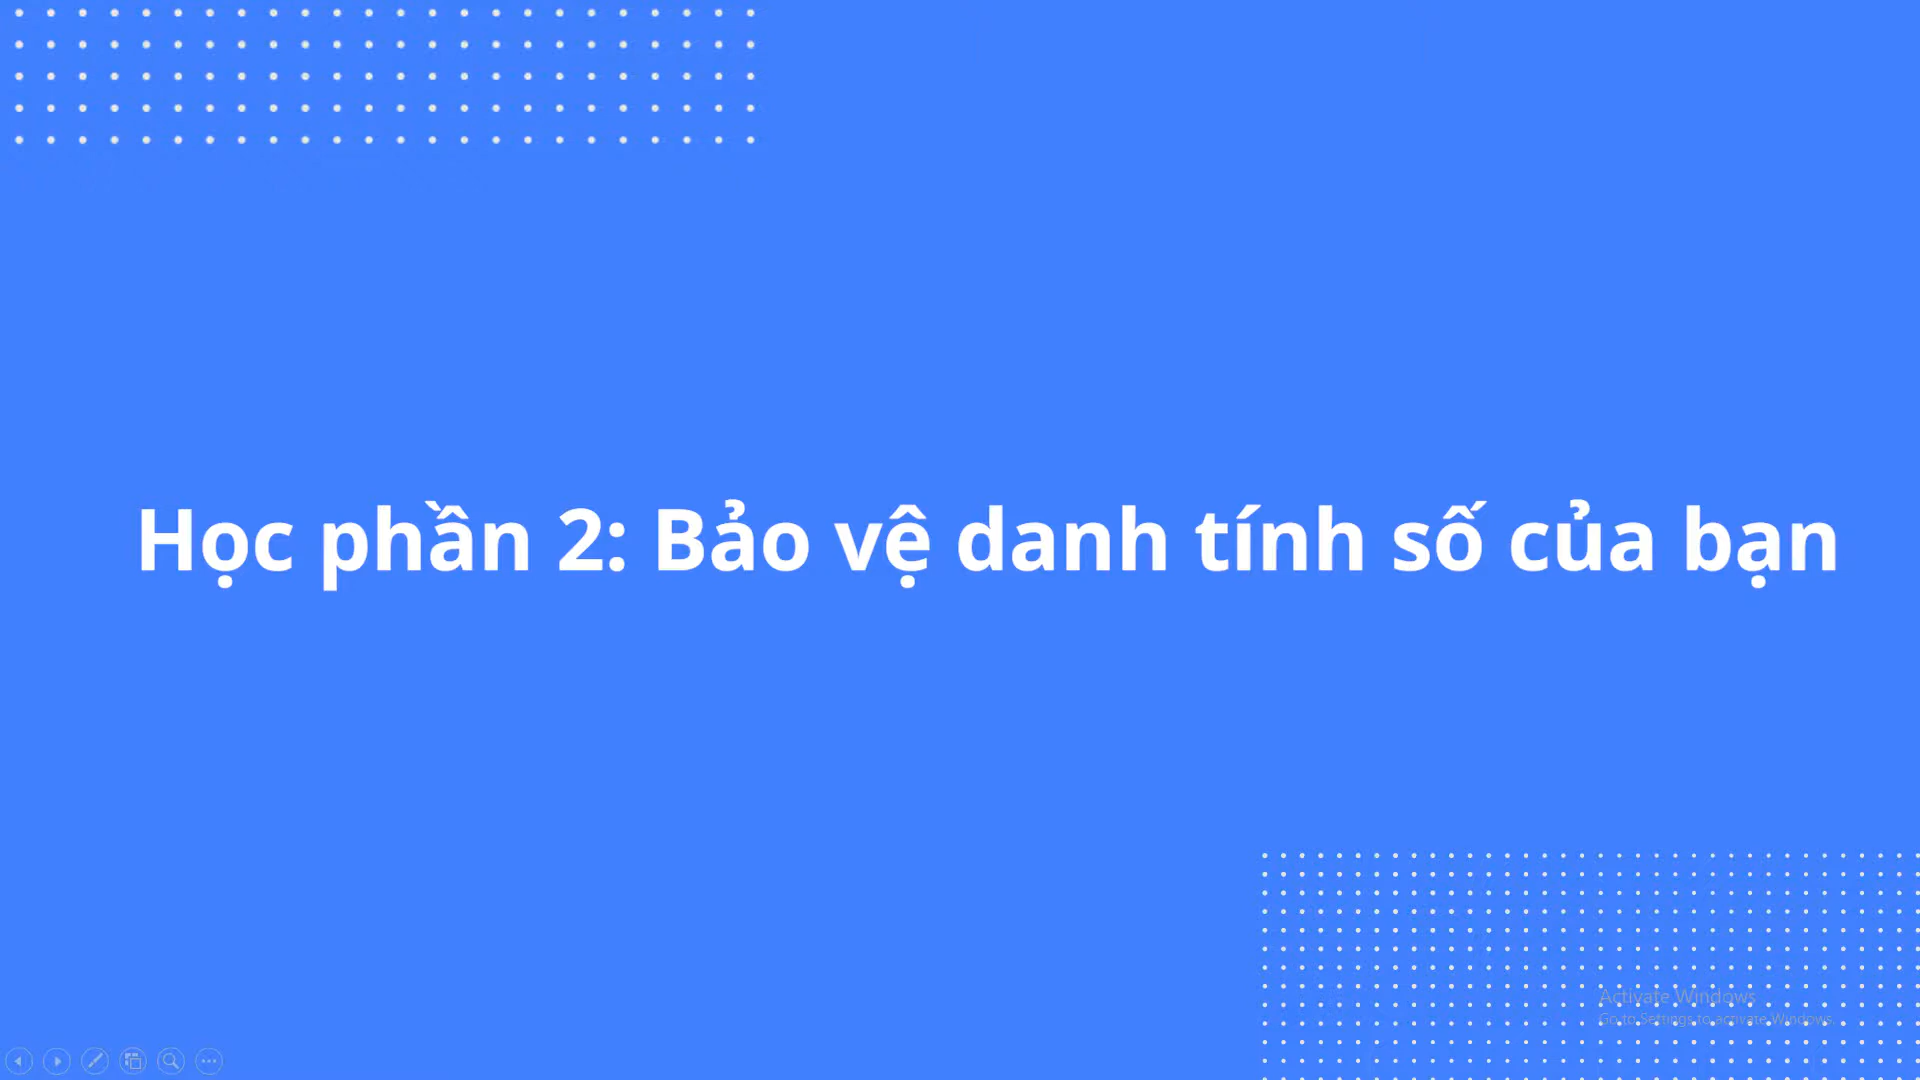 Học phần 2: Bảo vệ danh tính số của bạn
Activate Windows
Go to Settings to activate Windows.